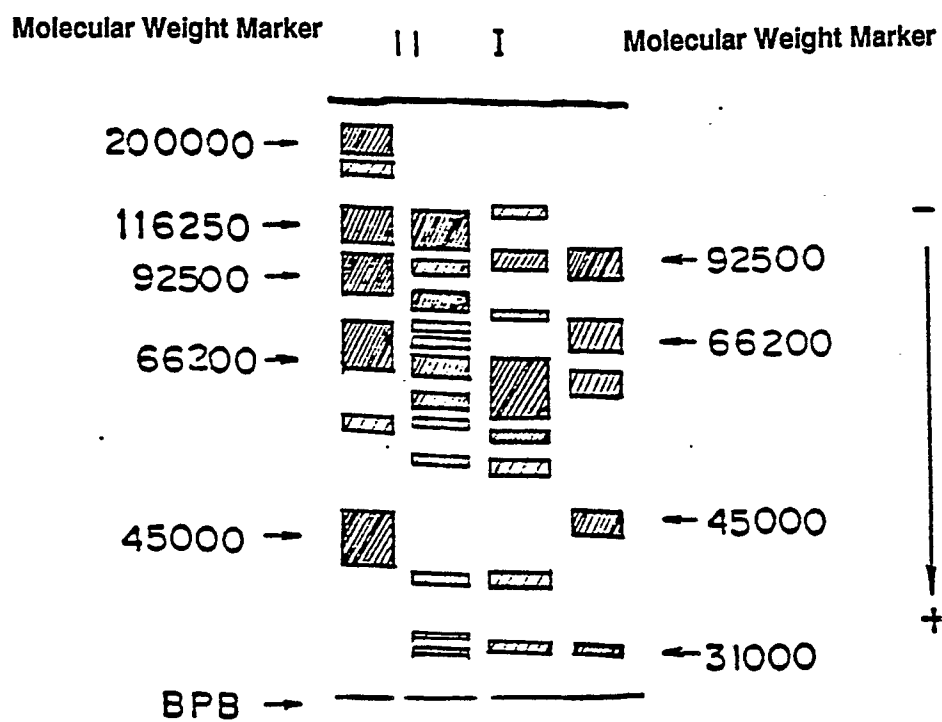 Molecular Weight Marker
II I
Molecular Weight Marker
200000 →
116250 →
92500 →
66200 →
45000 →
BPB →
← 92500
← 66200
← 45000
← 31000
−
+